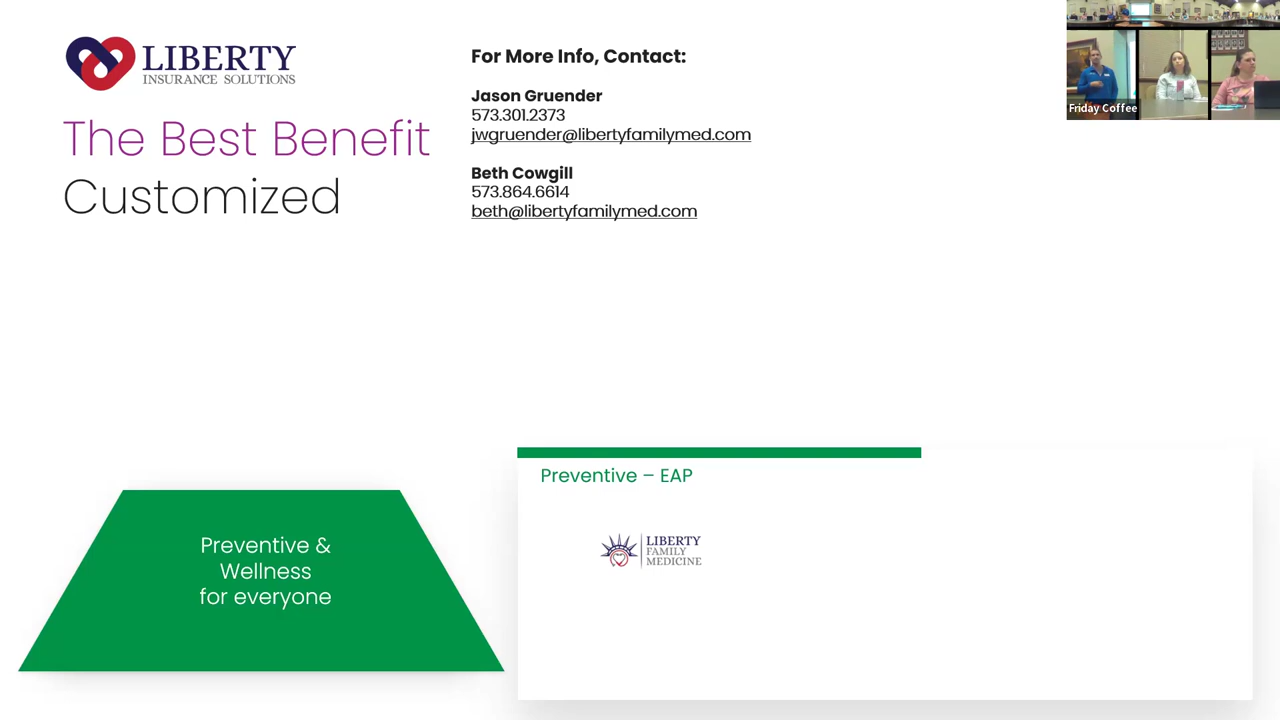 LIBERTY
INSURANCE SOLUTIONS
The Best Benefit
Customized
For More Info, Contact:
Jason Gruender
573.301.2373
jwgruender@libertyfamilymed.com
Beth Cowgill
573.864.6614
beth@libertyfamilymed.com
Friday Coffee
Preventive &
Wellness
for everyone
Preventive – EAP
LIBERTY
FAMILY
MEDICINE